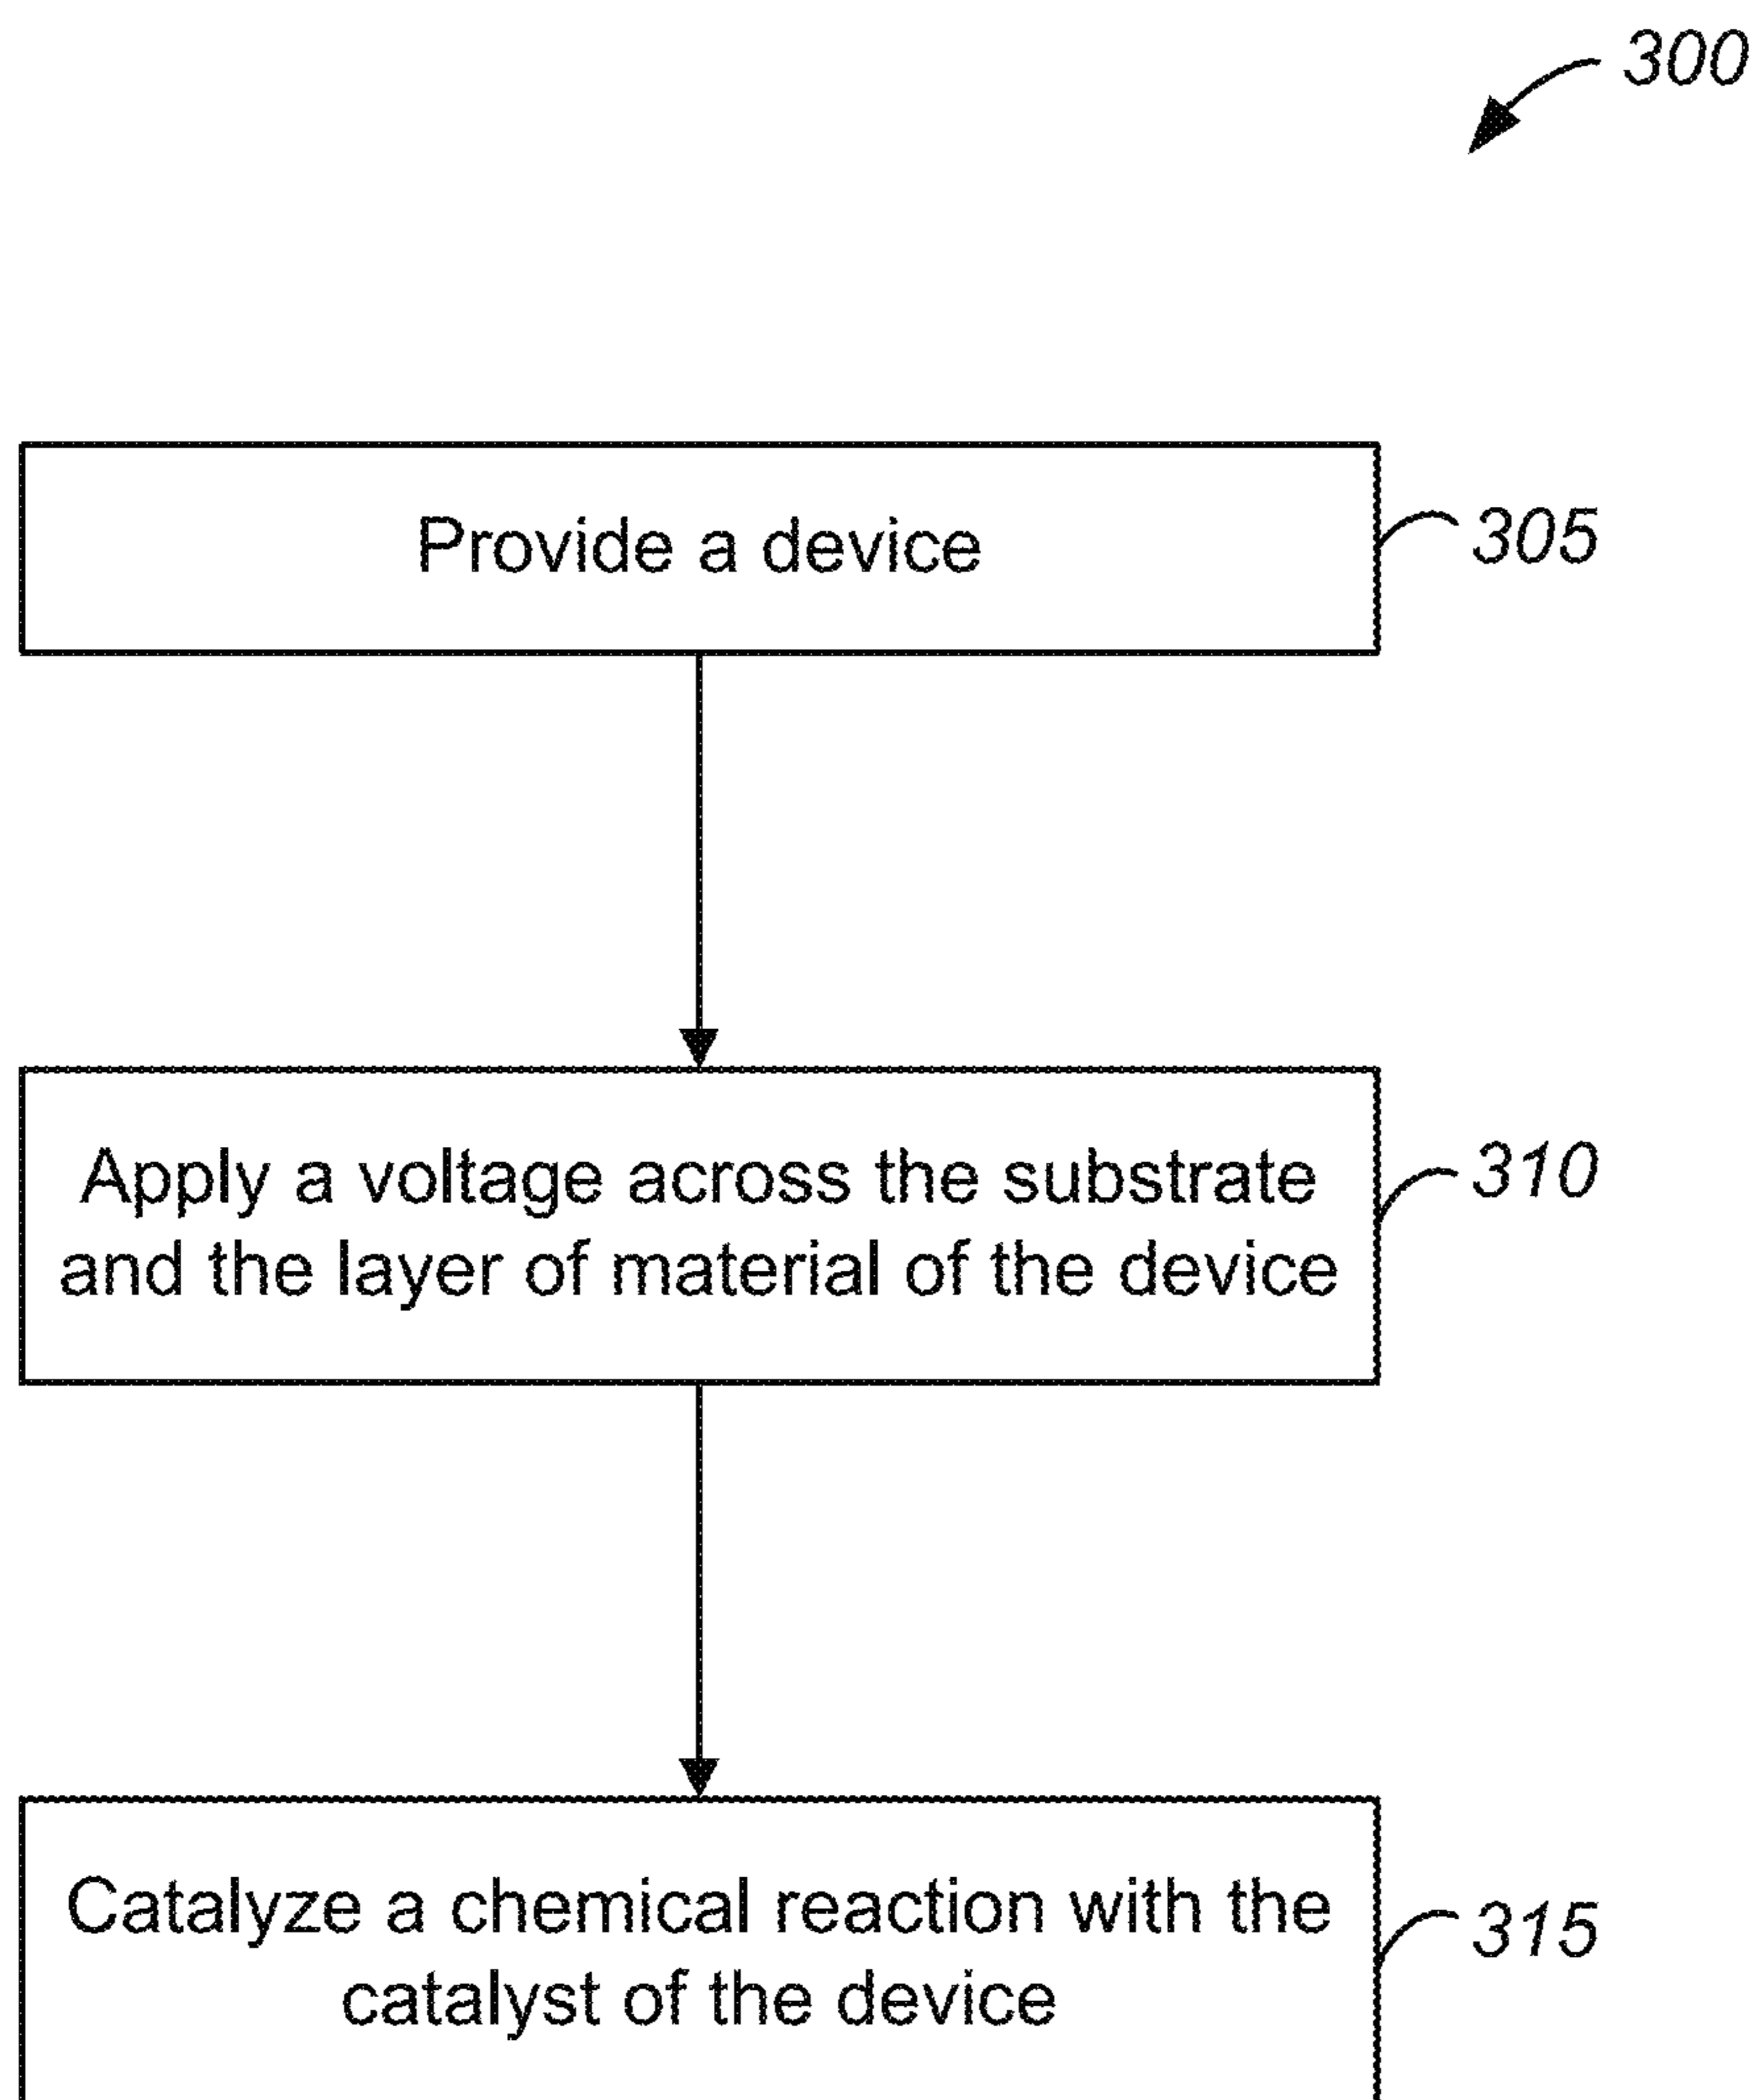 300
Provide a device
305
Apply a voltage across the substrate
and the layer of material of the device
310
Catalyze a chemical reaction with the
catalyst of the device
315